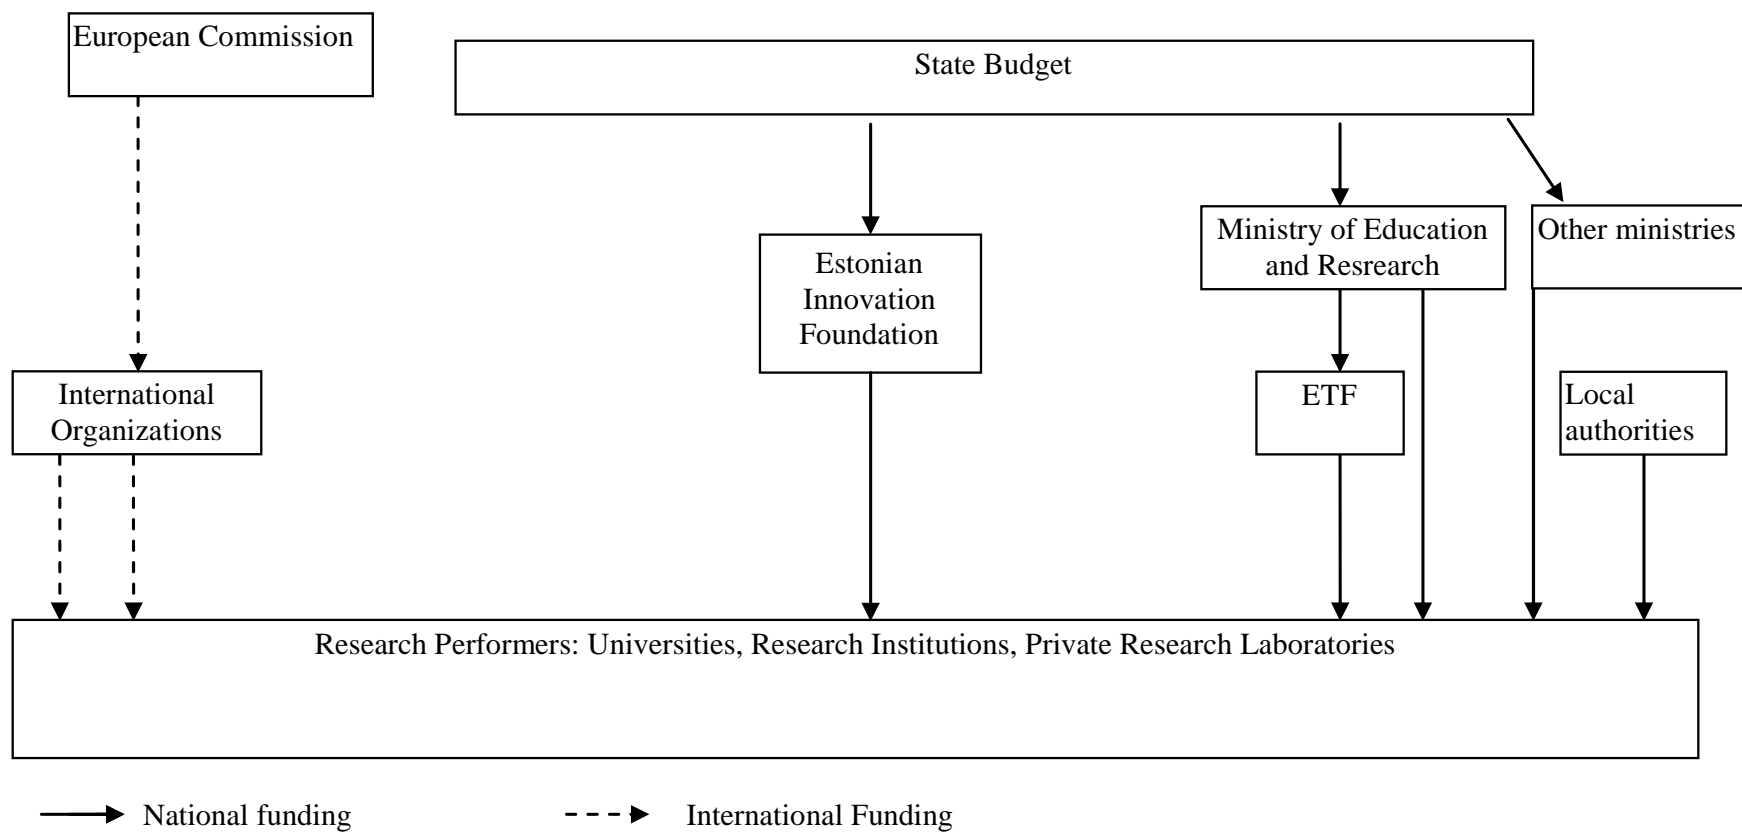 European Commission
State Budget
Ministry of Education
and Resrearch
Other ministries
Estonian
Innovation
Foundation
International
Organizations
ETF
Local
authorities
Research Performers: Universities, Research Institutions, Private Research Laboratories
National funding
International Funding